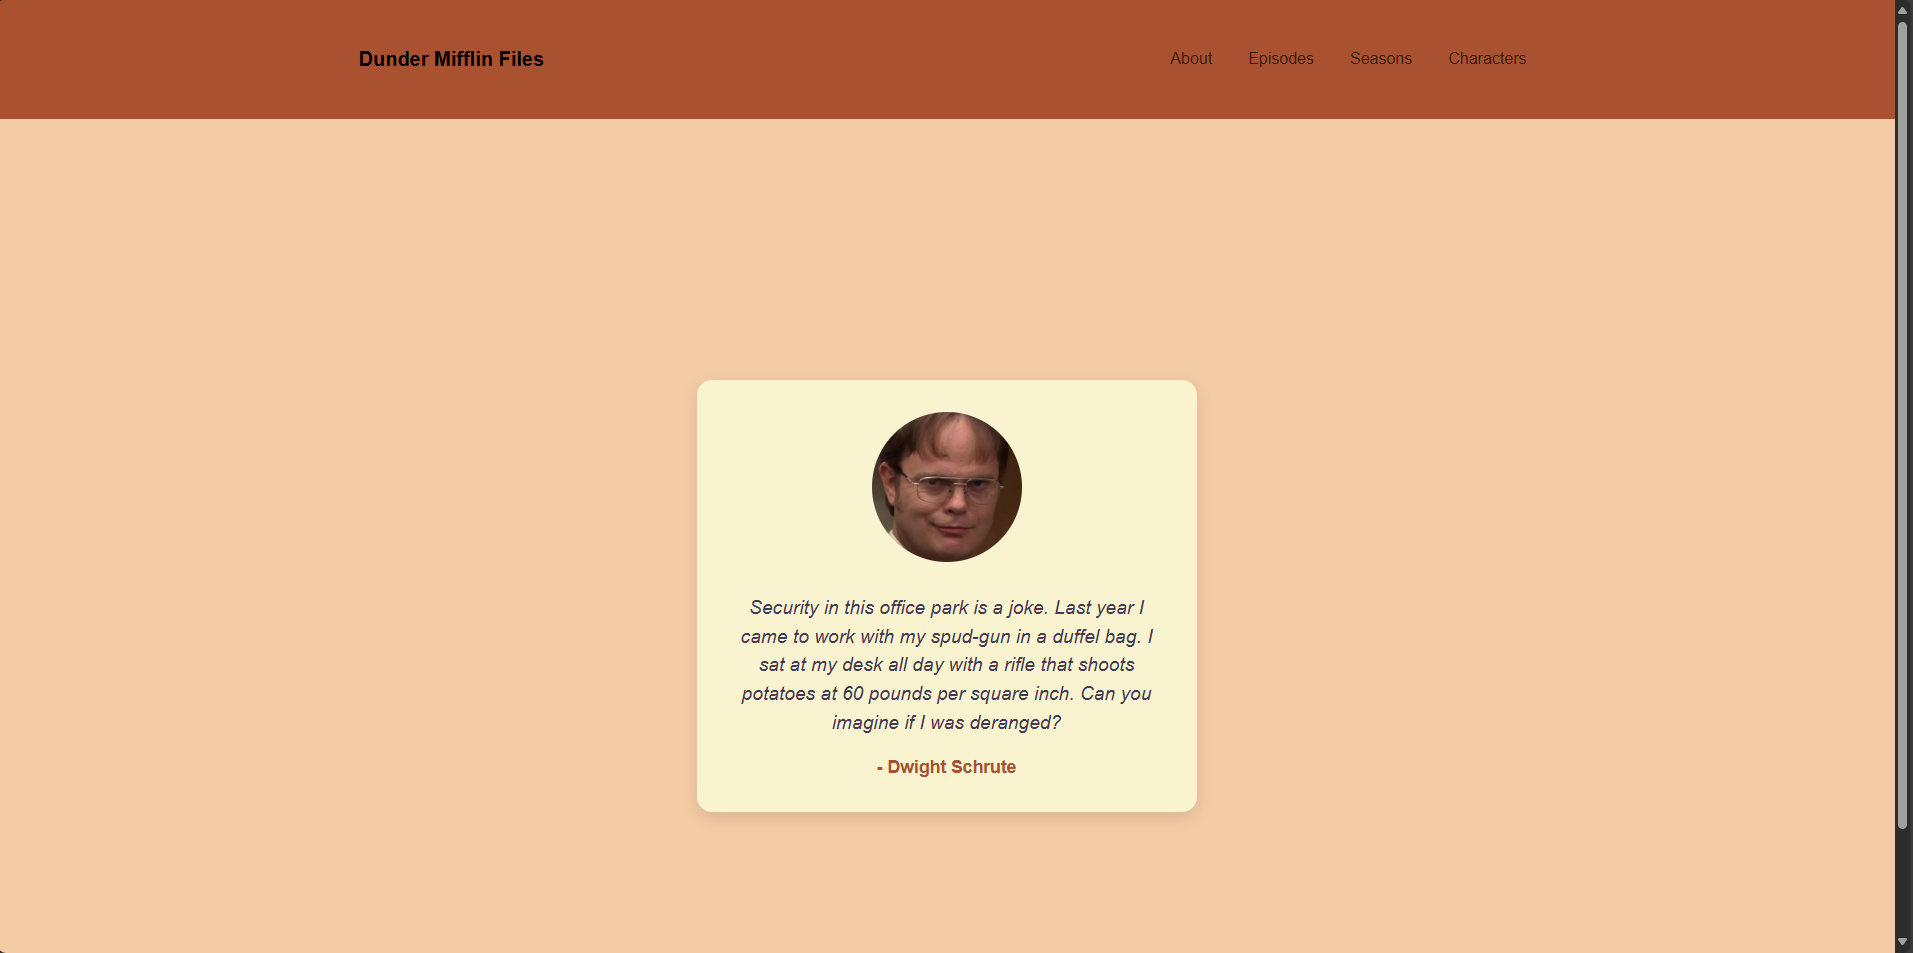 Dunder Mifflin Files
About Episodes Seasons Characters
Security in this office park is a joke. Last year I
came to work with my spud-gun in a duffel bag. I
sat at my desk all day with a rifle that shoots
potatoes at 60 pounds per square inch. Can you
imagine if I was deranged?
- Dwight Schrute